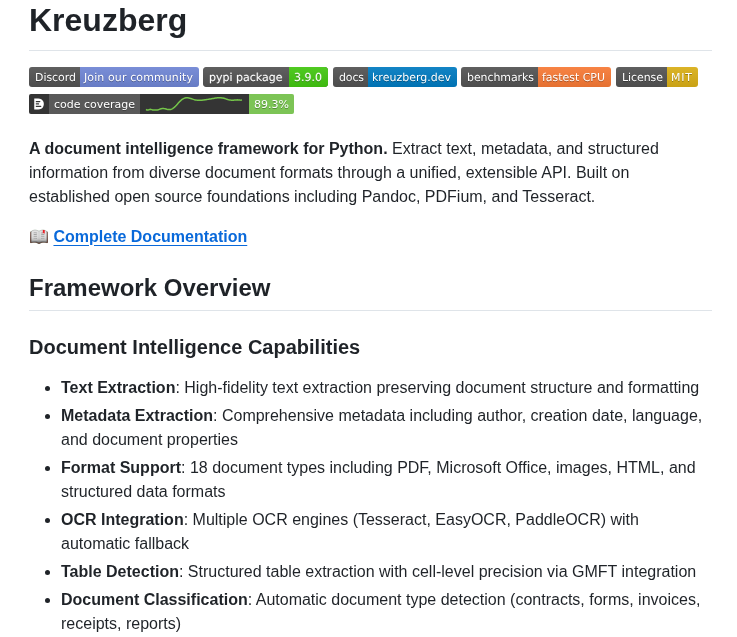 Kreuzberg
Discord Join our community pypi package 3.9.0 docs kreuzberg.dev benchmarks fastest CPU License MIT
code coverage 89.3%
A document intelligence framework for Python. Extract text, metadata, and structured
information from diverse document formats through a unified, extensible API. Built on
established open source foundations including Pandoc, PDFium, and Tesseract.
📖 Complete Documentation
Framework Overview
Document Intelligence Capabilities
• Text Extraction: High-fidelity text extraction preserving document structure and formatting
• Metadata Extraction: Comprehensive metadata including author, creation date, language,
and document properties
• Format Support: 18 document types including PDF, Microsoft Office, images, HTML, and
structured data formats
• OCR Integration: Multiple OCR engines (Tesseract, EasyOCR, PaddleOCR) with
automatic fallback
• Table Detection: Structured table extraction with cell-level precision via GMFT integration
• Document Classification: Automatic document type detection (contracts, forms, invoices,
receipts, reports)